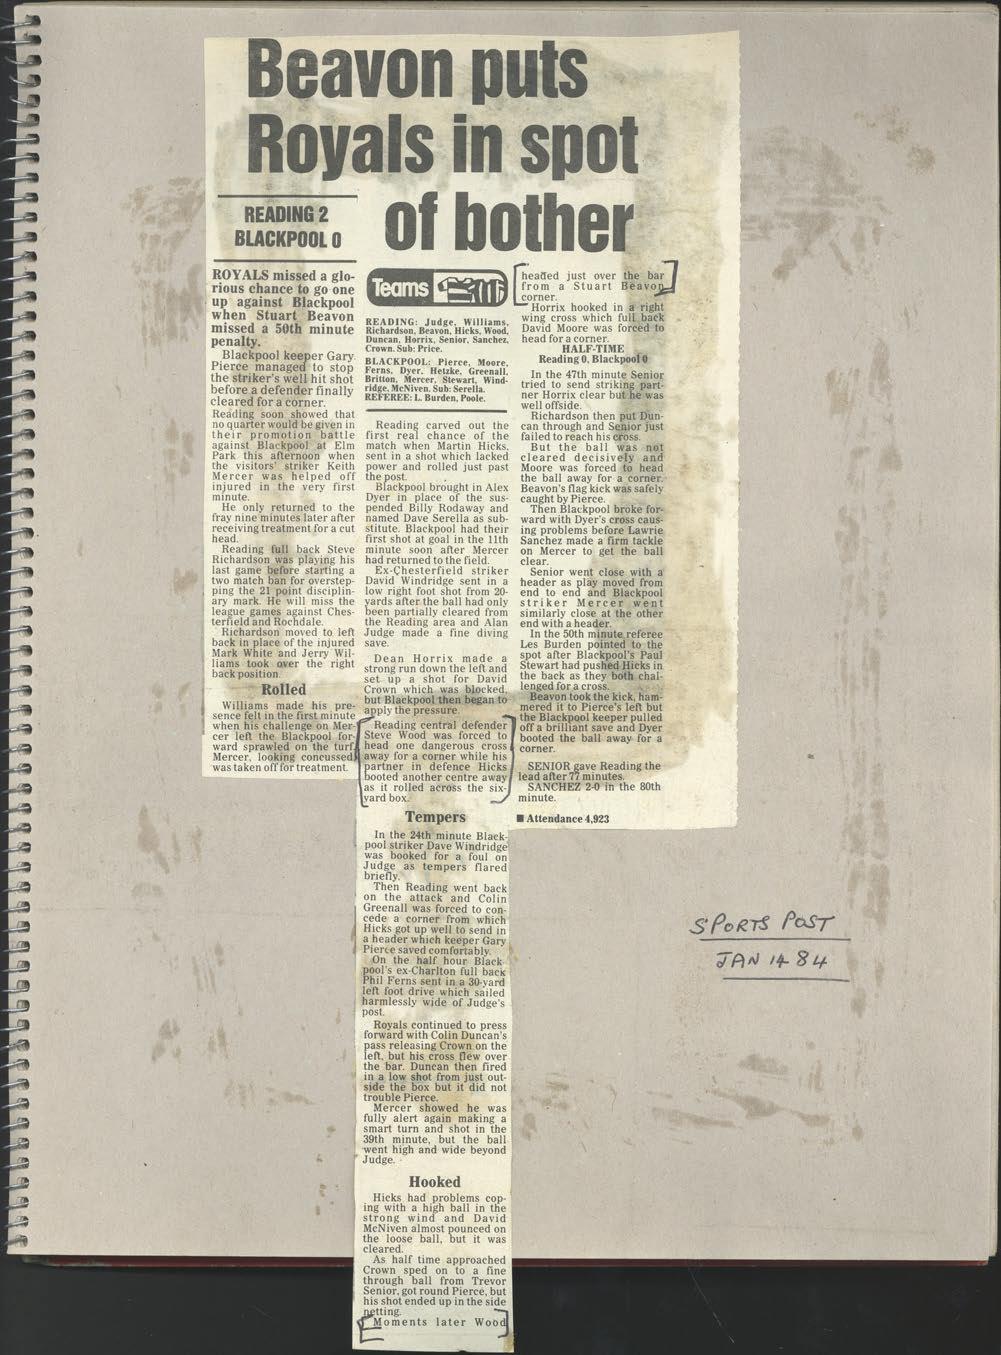 Beavon puts
Royals in spot
of bother
READING 2
BLACKPOOL 0
ROYALS missed a glo-
rious chance to go one
up against Blackpool
when Stuart Beavon
missed a 50th minute
penalty.
Blackpool keeper Gary
Pierce managed to stop
the striker's well hit shot
before a defender finally
cleared for a corner.
Reading soon showed that
no quarter would be given in
their promotion battle
against Blackpool at Elm
Park this afternoon when
the visitors' striker Keith
Mercer was helped off
injured in the very first
minute.
He only returned to the
fray nine minutes later after
receiving treatment for a cut
head.
Reading full back Steve
Richardson was playing his
last game before starting a
two match ban for overstep-
ping the 21 point disciplin-
ary mark. He will miss the
league games against Ches-
terfield and Rochdale.
Richardson moved to left
back in place of the injured
Mark White and Jerry Wil-
liams took over the right
back position.
Rolled
Williams made his pre-
sence felt in the first minute
when his challenge on Mer-
cer left the Blackpool for-
ward sprawled on the turf.
Mercer, looking concussed
was taken off for treatment.
Teams
READING: Judge, Williams,
Richardson, Beavon, Hicks, Wood,
Duncan, Horrix, Senior, Sanchez,
Crown. Sub: Price.
BLACKPOOL: Pierce, Moore,
Ferns, Dyer, Hetzke, Greenall,
Britton, Mercer, Stewart, Wind-
ridge, McNiven. Sub: Serella.
REFEREE: L. Burden, Poole.
Reading carved out the
first real chance of the
match when Martin Hicks,
sent in a shot which lacked
power and rolled just past
the post.
Blackpool brought in Alex
Dyer in place of the sus-
pended Billy Rodaway and
named Dave Serella as sub-
stitute. Blackpool had their
first shot at goal in the 11th
minute soon after Mercer
had returned to the field.
Ex-Chesterfield striker
David Windridge sent in a
low right foot shot from 20-
yards after the ball had only
been partially cleared from
the Reading area and Alan
Judge made a fine diving
save.
Dean Horrix made a
strong run down the left and
set up a shot for David
Crown which was blocked,
but Blackpool then began to
apply the pressure.
Reading central defender
Steve Wood was forced to
head one dangerous cross
away for a corner while his
partner in defence Hicks
booted another centre away
as it rolled across the six-
yard box.
Tempers
In the 24th minute Black-
pool striker Dave Windridge
was booked for a foul on
Judge as tempers flared
briefly.
Then Reading went back
on the attack and Colin
Greenall was forced to con-
cede a corner from which
Hicks got up well to send in
a header which keeper Gary
Pierce saved comfortably.
On the half hour Black-
pool's ex-Charlton full back
Phil Ferns sent in a 30-yard
left foot drive which sailed
harmlessly wide of Judge's
post.
Royals continued to press
forward with Colin Duncan's
pass releasing Crown on the
left, but his cross flew over
the bar. Duncan then fired
in a low shot from just out-
side the box but it did not
trouble Pierce.
Mercer showed he was
fully alert again making a
smart turn and shot in the
39th minute, but the ball
went high and wide beyond
Judge.
Hooked
Hicks had problems cop-
ing with a high ball in the
strong wind and David
McNiven almost pounced on
the loose ball, but it was
cleared.
As half time approached
Crown sped on to a fine
through ball from Trevor
Senior, got round Pierce, but
his shot ended up in the side
netting.
Moments later Wood
headed just over the bar
from a Stuart Beavon
corner.
Horrix hooked in a right
wing cross which full back
David Moore was forced to
head for a corner.
HALF-TIME
Reading 0, Blackpool 0
In the 47th minute Senior
tried to send striking part-
ner Horrix clear but he was
well offside.
Richardson then put Dun-
can through and Senior just
failed to reach his cross.
But the ball was not
cleared decisively and
Moore was forced to head
the ball away for a corner.
Beavon's flag kick was safely
caught by Pierce.
Then Blackpool broke for-
ward with Dyer's cross caus-
ing problems before Lawrie
Sanchez made a firm tackle
on Mercer to get the ball
clear.
Senior went close with a
header as play moved from
end to end and Blackpool
striker Mercer went
similarly close at the other
end with a header.
In the 50th minute referee
Les Burden pointed to the
spot after Blackpool's Paul
Stewart had pushed Hicks in
the back as they both chal-
lenged for a cross.
Beavon took the kick, ham-
mered it to Pierce's left but
the Blackpool keeper pulled
off a brilliant save and Dyer
booted the ball away for a
corner.
SENIOR gave Reading the
lead after 77 minutes.
SANCHEZ 2-0 in the 80th
minute.
■ Attendance 4,923
SPORTS POST
JAN 14 84